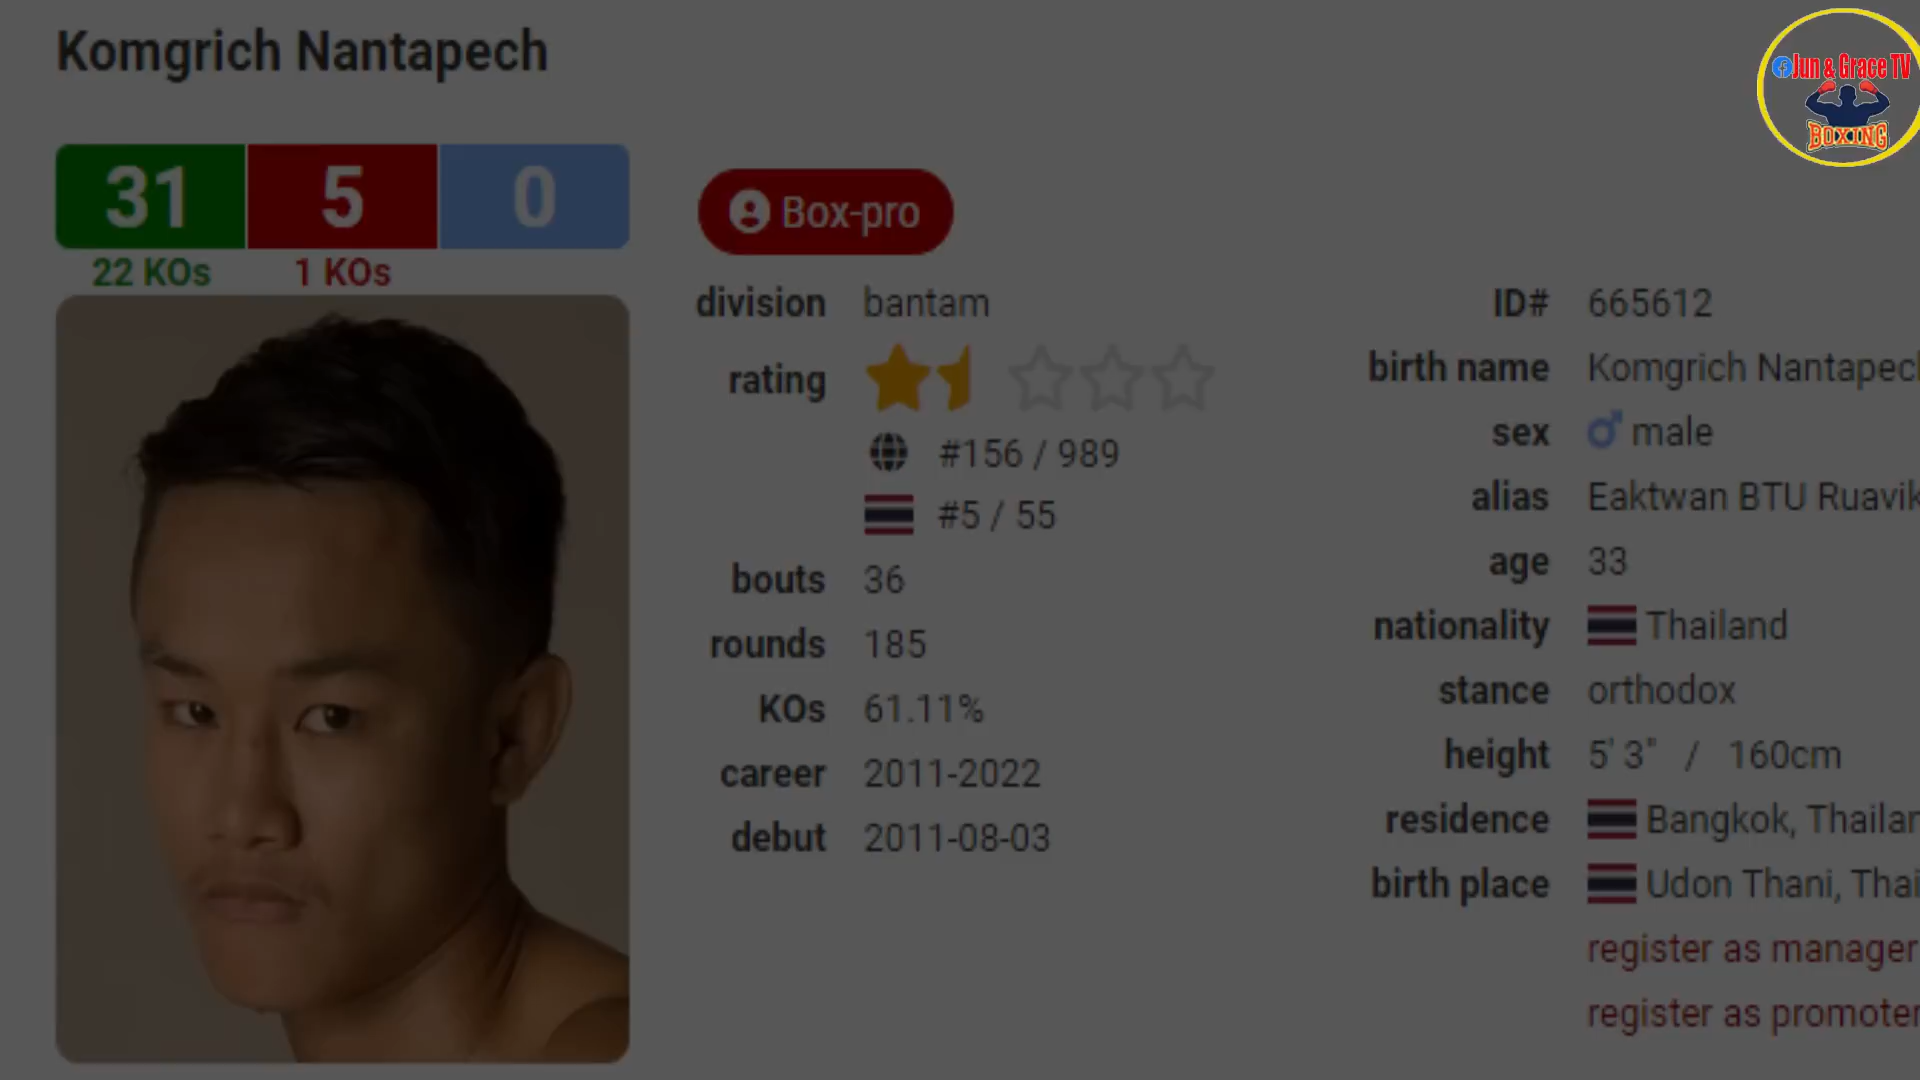 Komgrich Nantapech
Jun & Grace TV
BOXING
31 5 0
22 KOs 1 KOs
Box-pro
division bantam
rating
#156 / 989
#5 / 55
bouts 36
rounds 185
KOs 61.11%
career 2011-2022
debut 2011-08-03
ID# 665612
birth name Komgrich Nantapech
sex male
alias Eaktwan BTU Ruavik
age 33
nationality Thailand
stance orthodox
height 5' 3" / 160cm
residence Bangkok, Thailan
birth place Udon Thani, Thai
register as manager
register as promoter